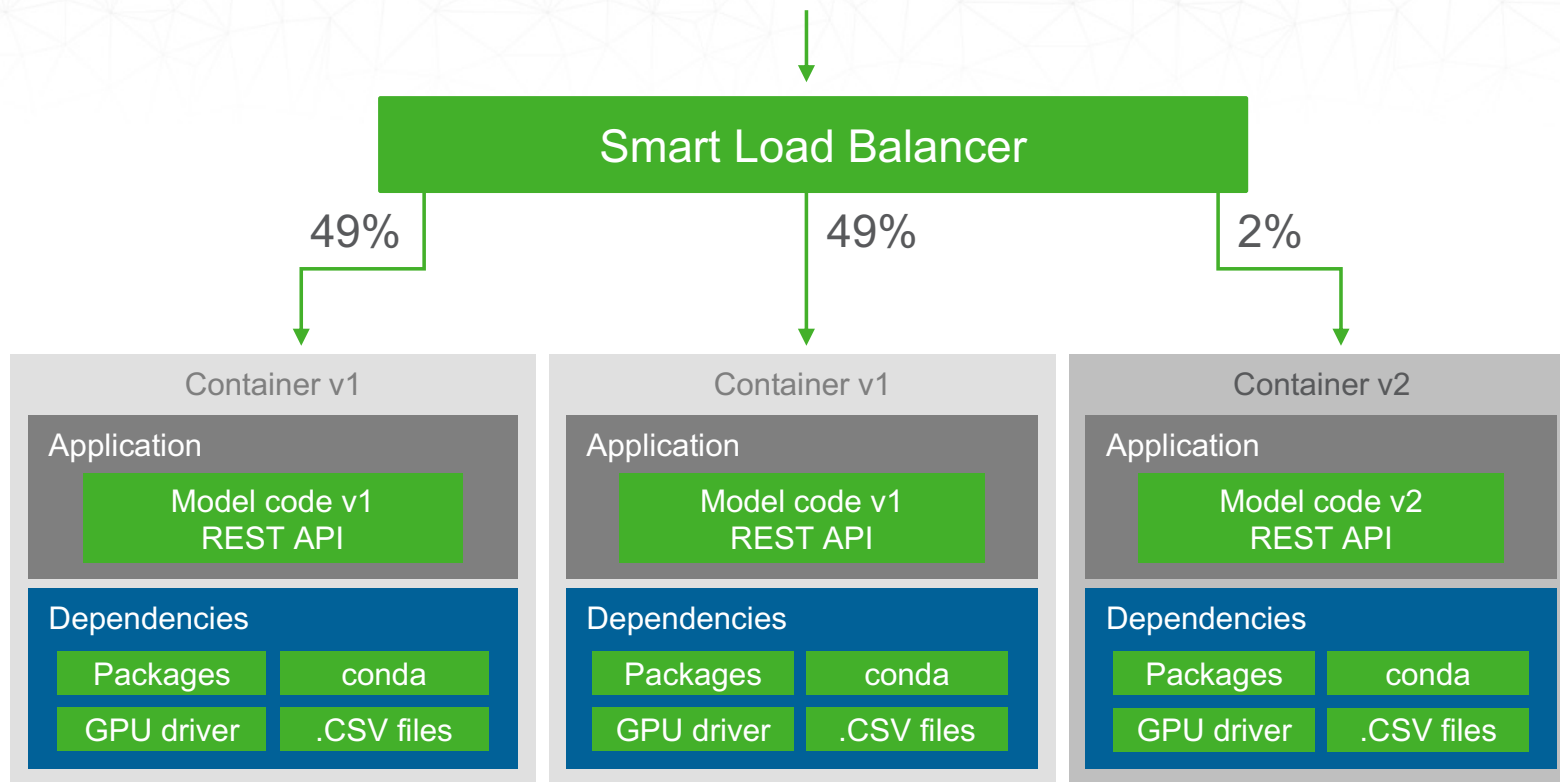 Smart Load Balancer
49%
49%
2%
Container v1
Application
Model code v1
REST API
Dependencies
Packages
conda
GPU driver
.CSV files
Container v1
Application
Model code v1
REST API
Dependencies
Packages
conda
GPU driver
.CSV files
Container v2
Application
Model code v2
REST API
Dependencies
Packages
conda
GPU driver
.CSV files